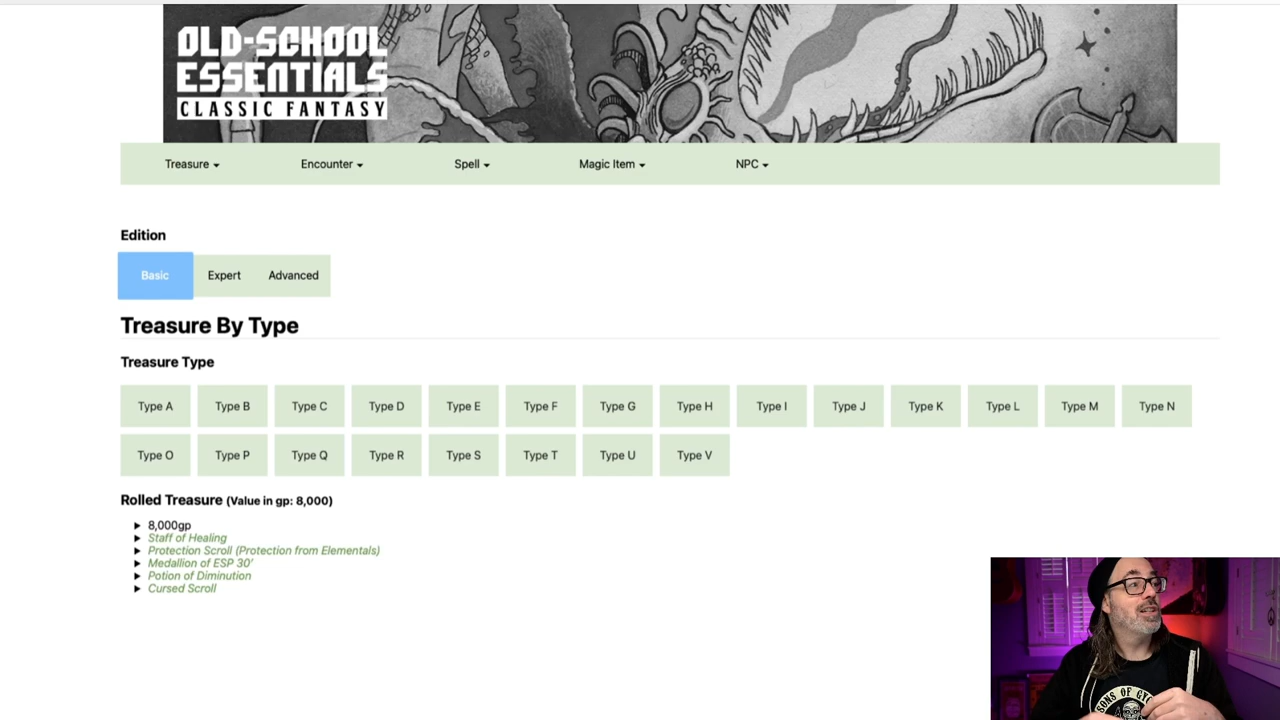 OLD-SCHOOL
ESSENTIALS
CLASSIC FANTASY
Treasure Encounter Spell Magic Item NPC
Edition
Basic Expert Advanced
Treasure By Type
Treasure Type
Type A Type B Type C Type D Type E Type F Type G Type H Type I Type J Type K Type L Type M Type N
Type O Type P Type Q Type R Type S Type T Type U Type V
Rolled Treasure (Value in gp: 8,000)
8,000gp
Staff of Healing
Protection Scroll (Protection from Elementals)
Medallion of ESP 30'
Potion of Diminution
Cursed Scroll
SONS OF